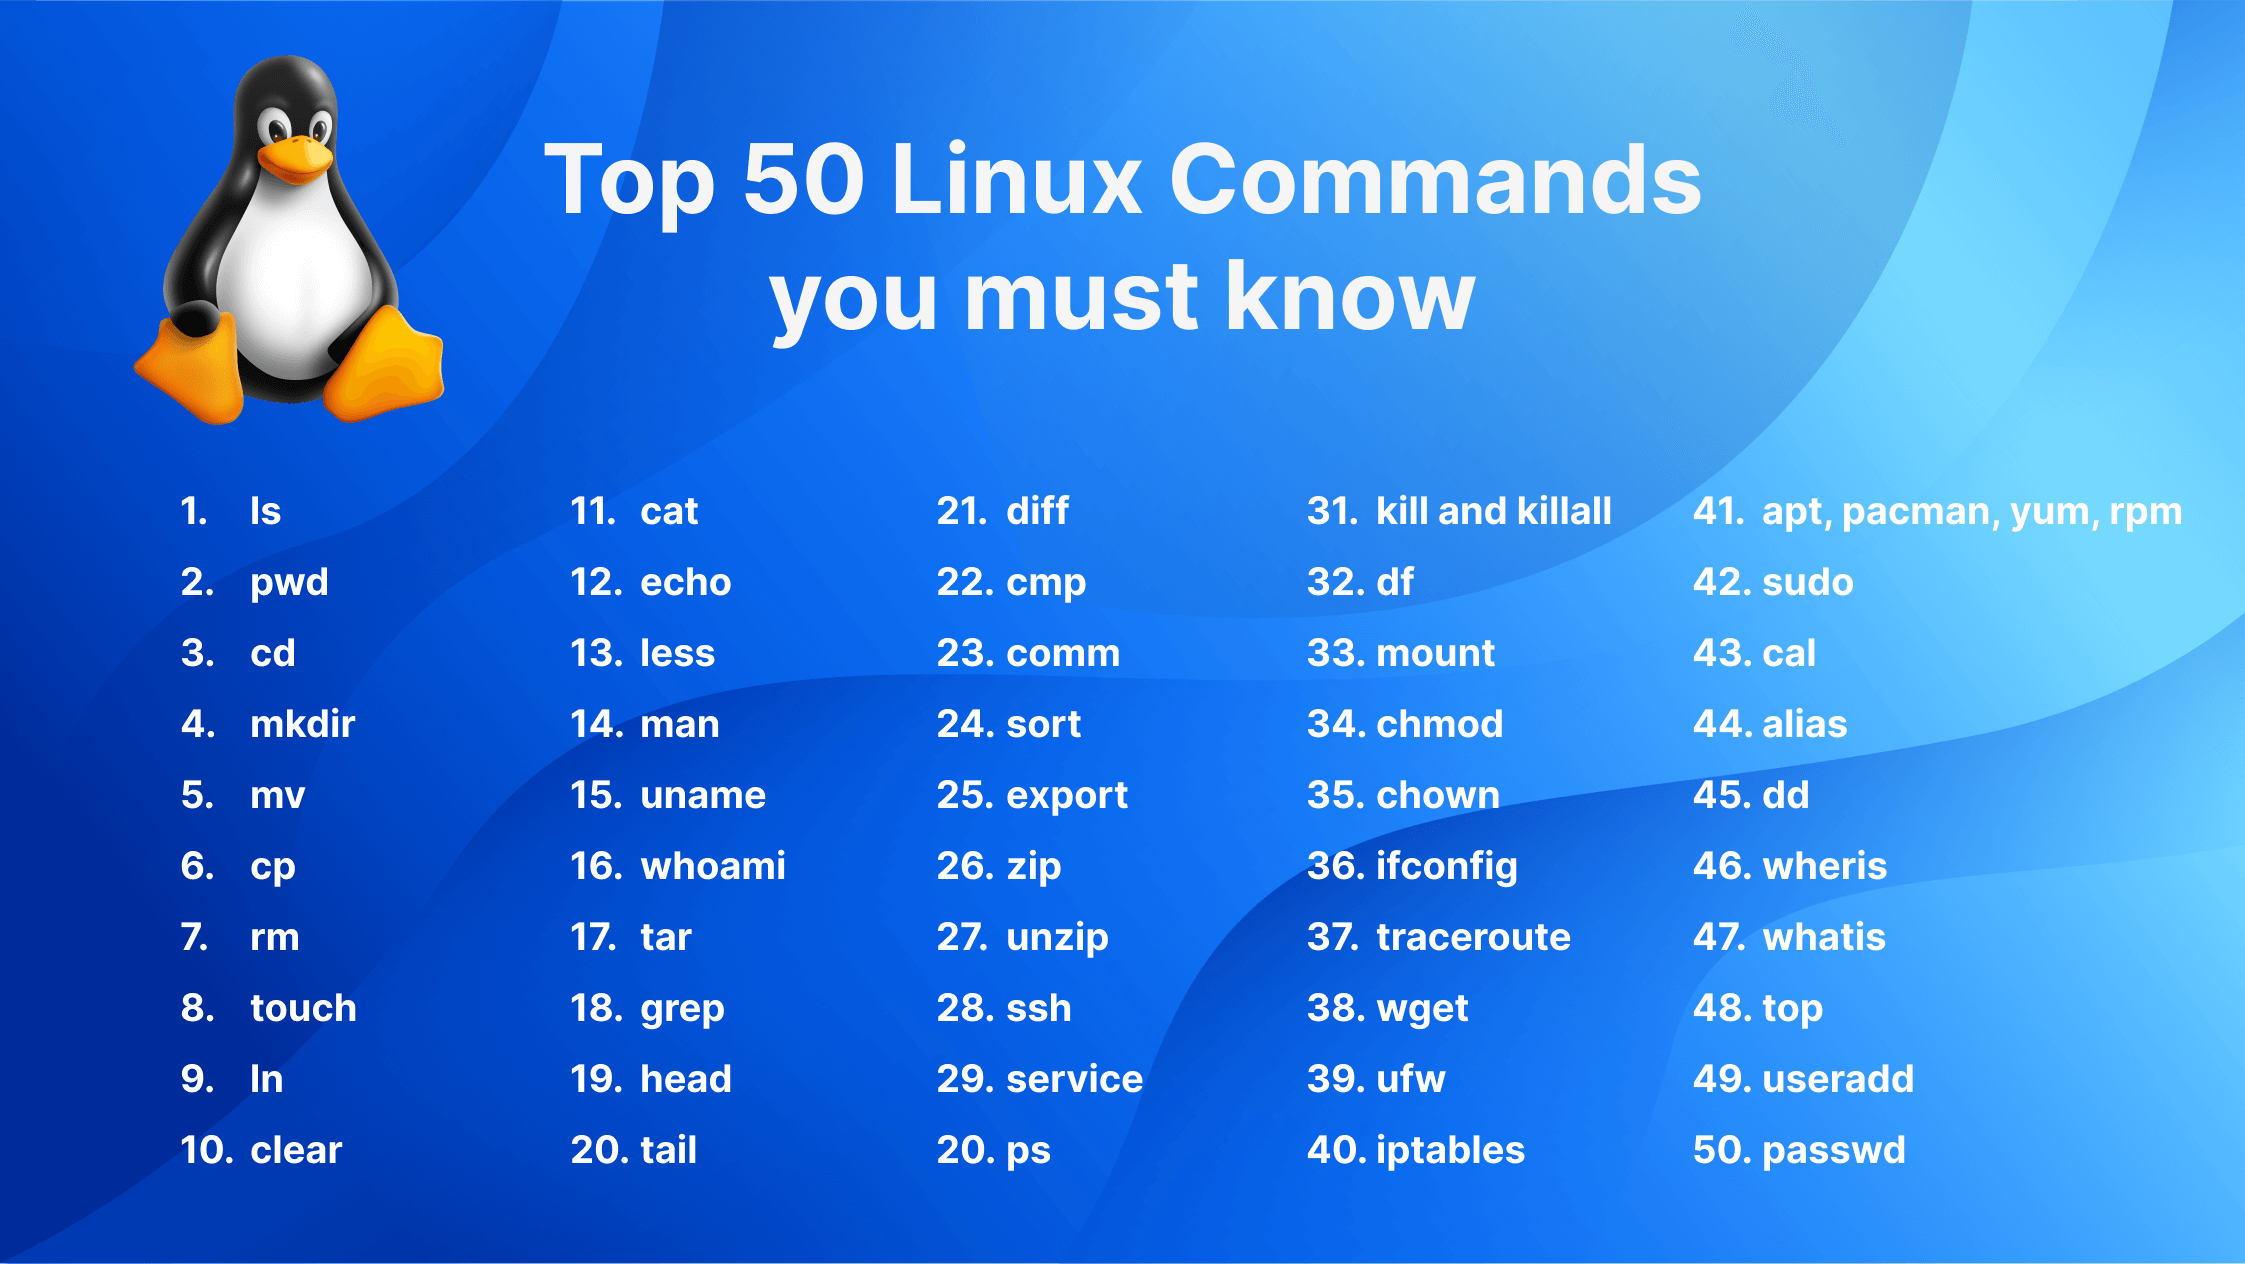 Top 50 Linux Commands
you must know
1. ls
2. pwd
3. cd
4. mkdir
5. mv
6. cp
7. rm
8. touch
9. ln
10. clear
11. cat
12. echo
13. less
14. man
15. uname
16. whoami
17. tar
18. grep
19. head
20. tail
21. diff
22. cmp
23. comm
24. sort
25. export
26. zip
27. unzip
28. ssh
29. service
20. ps
31. kill and killall
32. df
33. mount
34. chmod
35. chown
36. ifconfig
37. traceroute
38. wget
39. ufw
40. iptables
41. apt, pacman, yum, rpm
42. sudo
43. cal
44. alias
45. dd
46. wheris
47. whatis
48. top
49. useradd
50. passwd